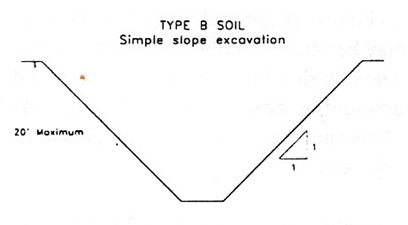 TYPE B SOIL
Simple slope excavation
20' Maximum
1
1